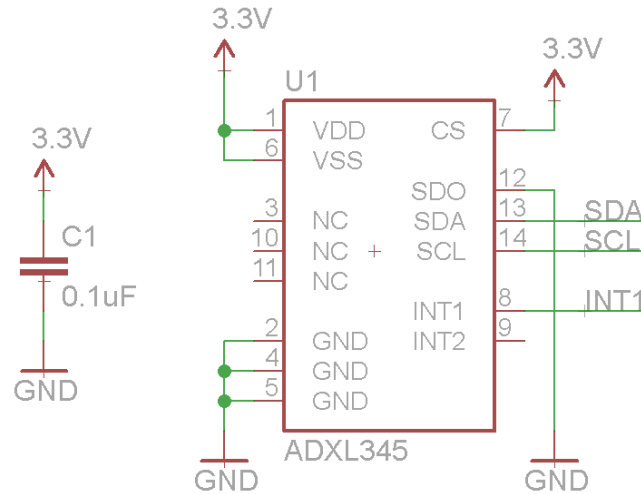 3.3V
3.3V
U1
3.3V
1 VDD CS 7
6 VSS
SDO 12
3 NC SDA 13 SDA
10 NC SCL 14 SCL
11 NC
C1
0.1uF
INT1 8 INT1
2 GND INT2 9
4 GND
5 GND
GND
ADXL345
GND
GND